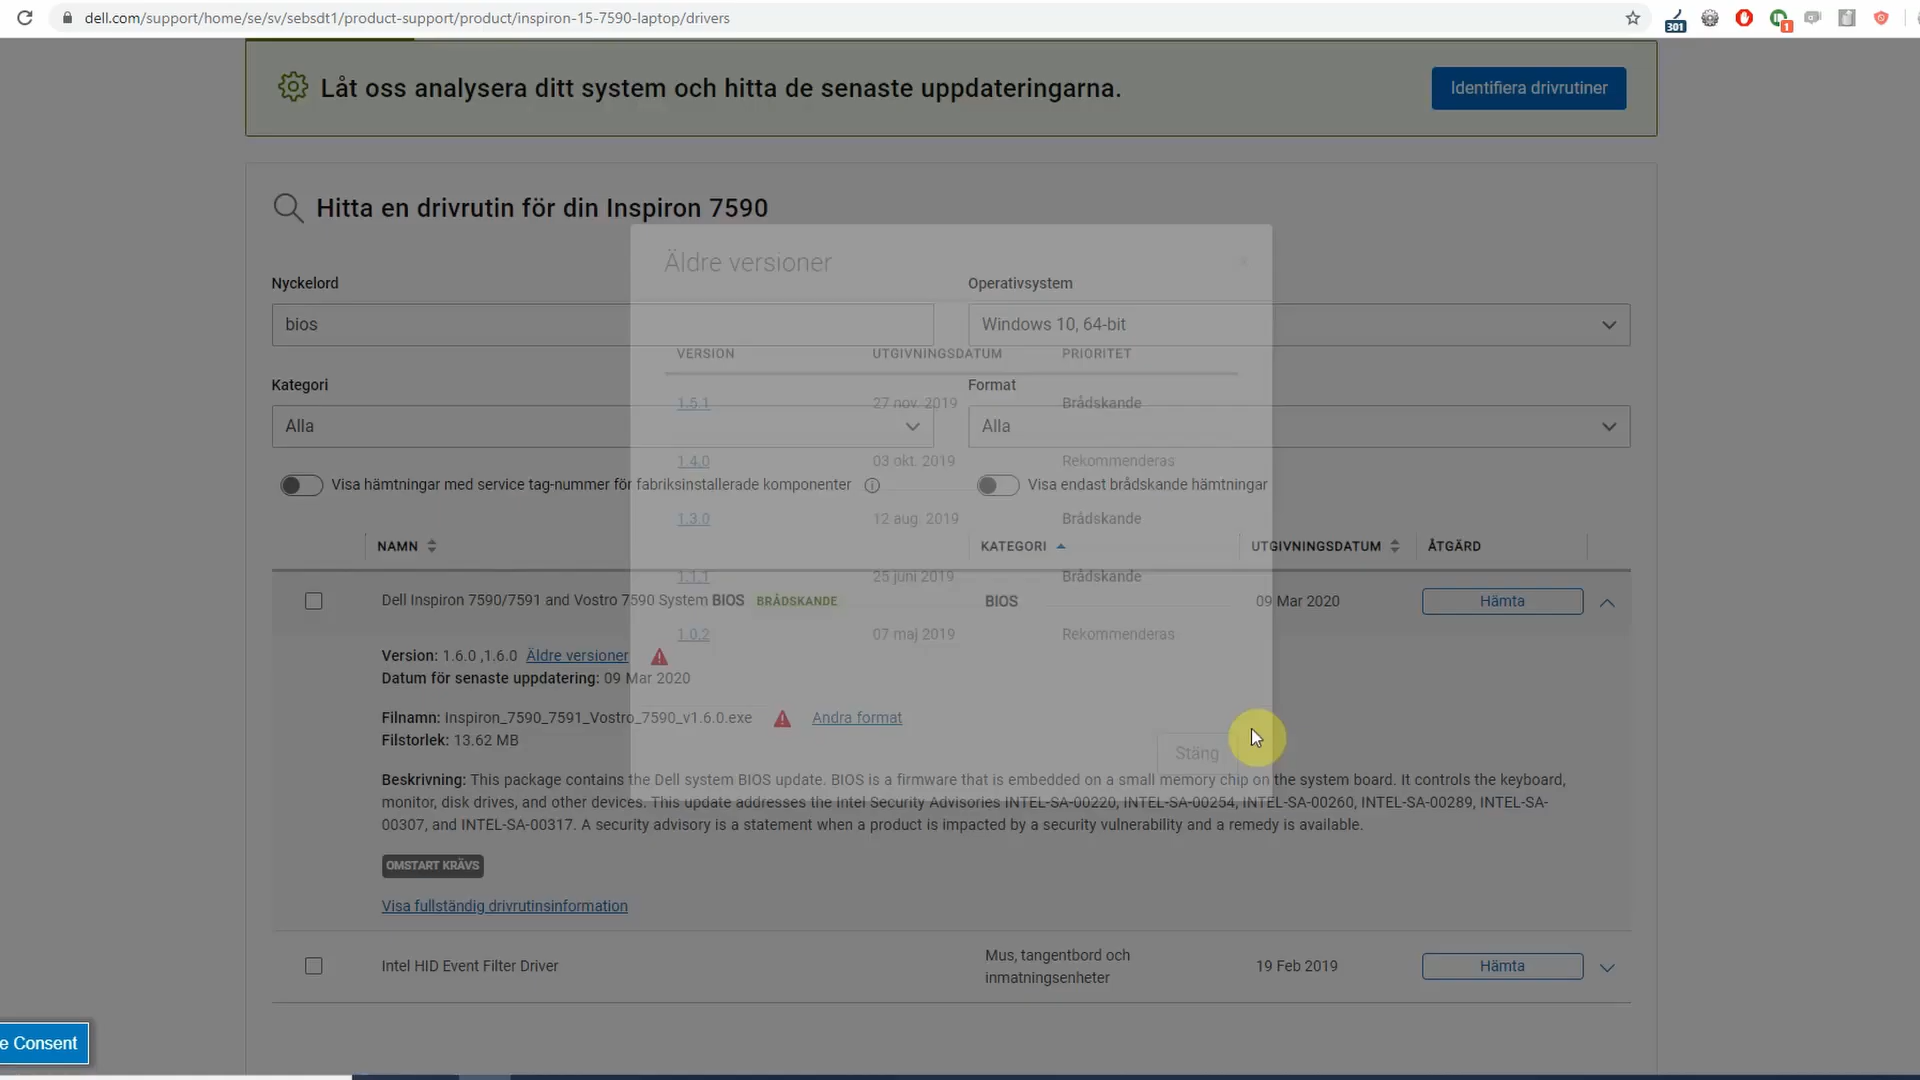 dell.com/support/home/se/sv/sebsdt1/product-support/product/inspiron-15-7590-laptop/drivers
301
1
Låt oss analysera ditt system och hitta de senaste uppdateringarna.
Identifiera drivrutiner
Hitta en drivrutin för din Inspiron 7590
Äldre versioner
Nyckelord
Operativsystem
bios
Windows 10, 64-bit
VERSION UTGIVNINGSDATUM PRIORITET
Kategori
Format
1.5.1 27 nov. 2019 Brådskande
Alla
Alla
1.4.0 03 okt. 2019 Rekommenderas
Visa hämtningar med service tag-nummer för fabriksinstallerade komponenter
Visa endast brådskande hämtningar
1.3.0 12 aug. 2019 Brådskande
NAMN KATEGORI UTGIVNINGSDATUM ÅTGÄRD
1.1.1 25 juni 2019 Brådskande
Dell Inspiron 7590/7591 and Vostro 7590 System BIOS BRÅDSKANDE BIOS 09 Mar 2020 Hämta
1.0.2 07 maj 2019 Rekommenderas
Version: 1.6.0 ,1.6.0 Äldre versioner
Datum för senaste uppdatering: 09 Mar 2020
Filnamn: Inspiron_7590_7591_Vostro_7590_v1.6.0.exe Andra format
Filstorlek: 13.62 MB
Stäng
Beskrivning: This package contains the Dell system BIOS update. BIOS is a firmware that is embedded on a small memory chip on the system board. It controls the keyboard,
monitor, disk drives, and other devices. This update addresses the Intel Security Advisories INTEL-SA-00220, INTEL-SA-00254, INTEL-SA-00260, INTEL-SA-00289, INTEL-SA-
00307, and INTEL-SA-00317. A security advisory is a statement when a product is impacted by a security vulnerability and a remedy is available.
OMSTART KRÄVS
Visa fullständig drivrutinsinformation
Intel HID Event Filter Driver Mus, tangentbord och 19 Feb 2019 Hämta
inmatningsenheter
e Consent